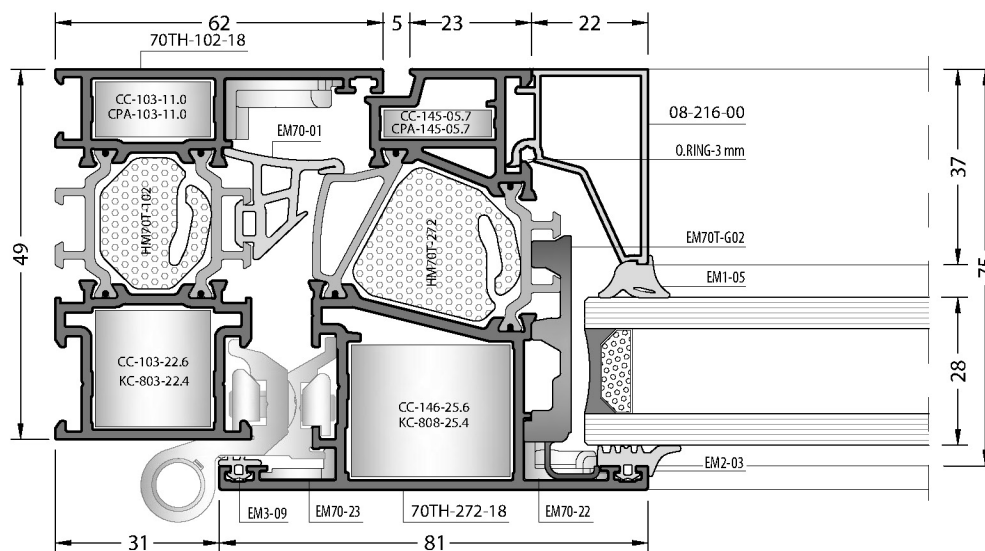 62
5
23
22
70TH-102-18
CC-103-11.0
CPA-103-11.0
CC-145-05.7
CPA-145-05.7
08-216-00
EM70-01
O.RING-3 mm
37
HM70T-102
HM70T-272
49
EM70T-G02
75
EM1-05
CC-103-22.6
KC-803-22.4
28
CC-146-25.6
KC-808-25.4
EM2-03
EM3-09
EM70-23
70TH-272-18
EM70-22
31
81